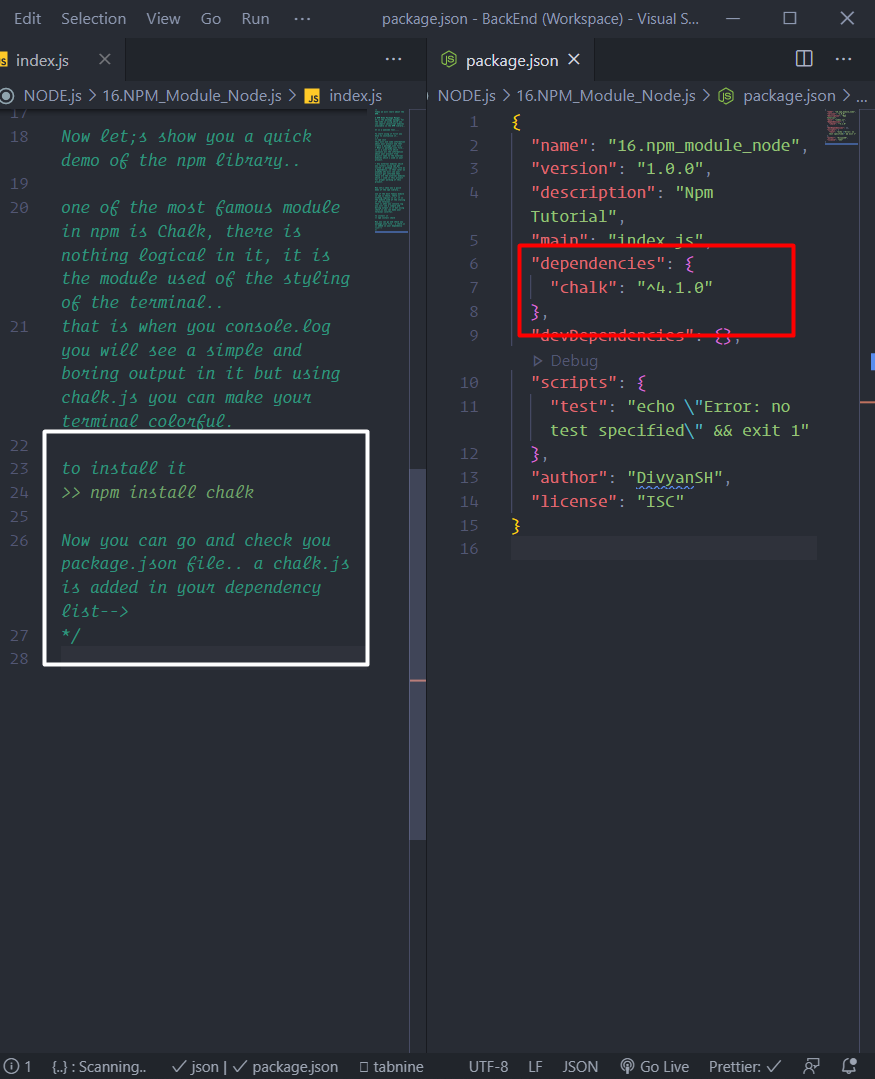 Edit Selection View Go Run ··· package.json - BackEnd (Workspace) - Visual S...
JS index.js × ···
NODE.js > 16.NPM_Module_Node.js > JS index.js
17
18 Now let;s show you a quick
demo of the npm library..
19
20 one of the most famous module
in npm is Chalk, there is
nothing logical in it, it is
the module used of the styling
of the terminal..
21 that is when you console.log
you will see a simple and
boring output in it but using
chalk.js you can make your
terminal colorful.
22
23 to install it
24 >> npm install chalk
25
26 Now you can go and check you
package.json file.. a chalk.js
is added in your dependency
list-->
27 */
28
package.json × ···
NODE.js > 16.NPM_Module_Node.js > package.json > ...
1 {
2 "name": "16.npm_module_node",
3 "version": "1.0.0",
4 "description": "Npm
Tutorial",
5 "main": "index.js",
6 "dependencies": {
7 "chalk": "^4.1.0"
8 },
9 "devDependencies": {},
Debug
10 "scripts": {
11 "test": "echo \"Error: no
test specified\" && exit 1"
12 },
13 "author": "DivyanSH",
14 "license": "ISC"
15 }
16
1 {..} : Scanning.. ✓ json | ✓ package.json tabnine UTF-8 LF JSON Go Live Prettier: ✓